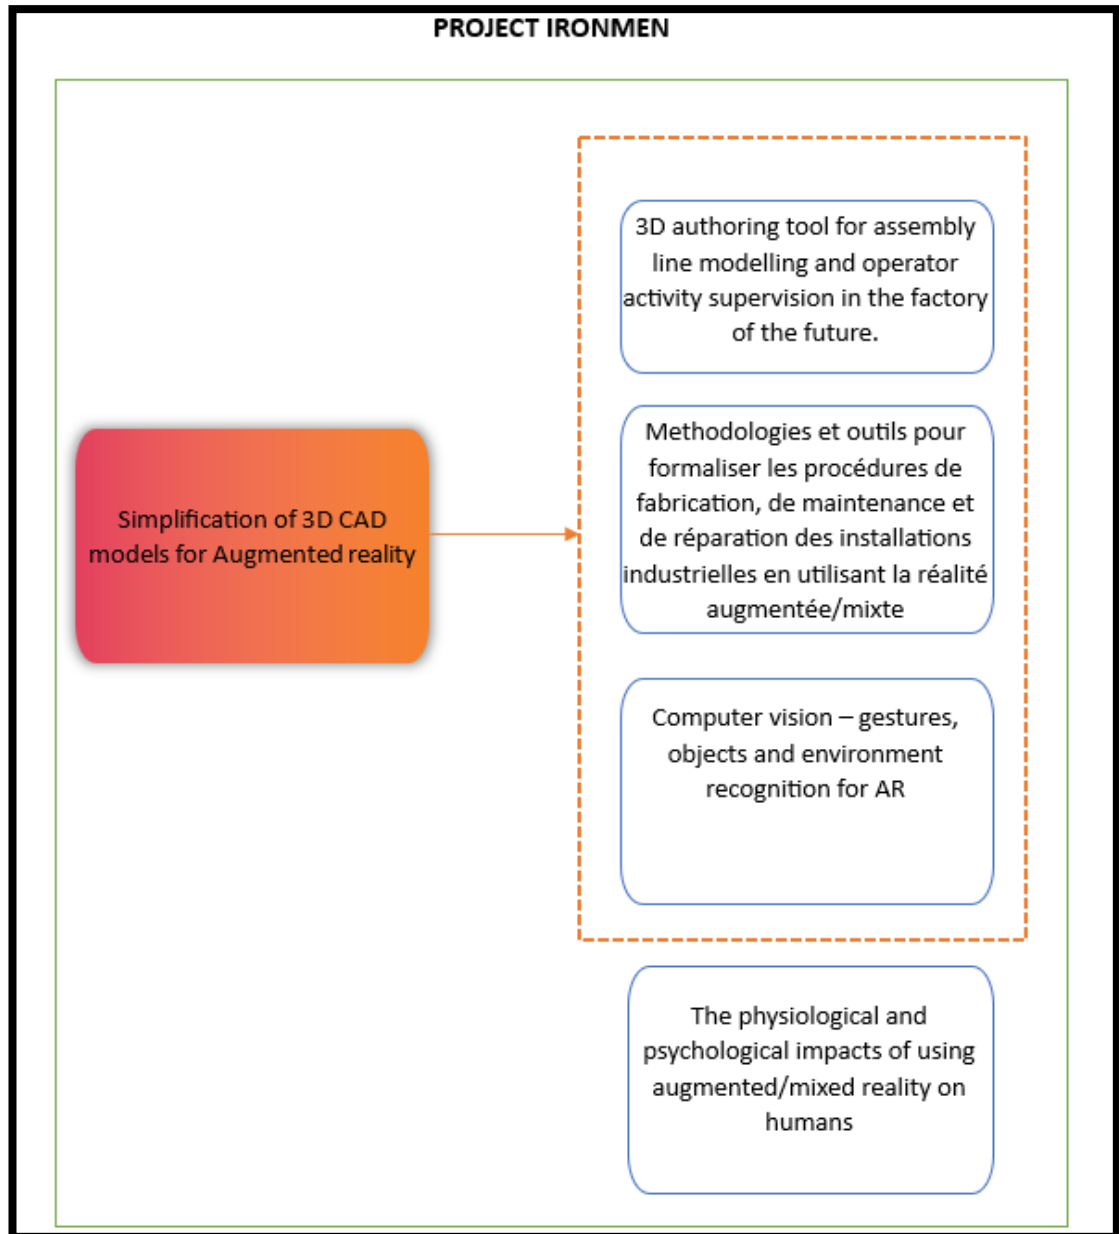 PROJECT IRONMEN
Simplification of 3D CAD
models for Augmented reality
3D authoring tool for assembly
line modelling and operator
activity supervision in the factory
of the future.
Methodologies et outils pour
formaliser les procédures de
fabrication, de maintenance et
de réparation des installations
industrielles en utilisant la réalité
augmentée/mixte
Computer vision – gestures,
objects and environment
recognition for AR
The physiological and
psychological impacts of using
augmented/mixed reality on
humans